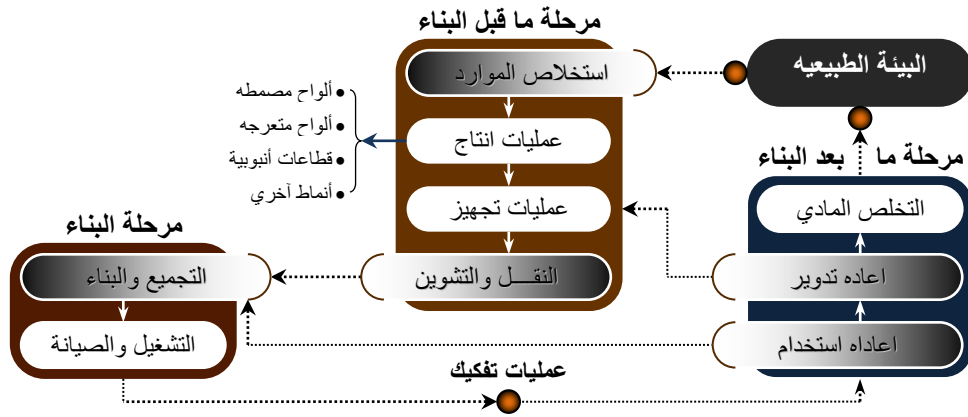 مرحلة ما قبل البناء
البيئة الطبيعيه
استخلاص الموارد
عمليات انتاج
عمليات تجهيز
النقـــل والتشوين
• ألواح مصمطه
• ألواح متعرجه
• قطاعات أنبوبية
• أنماط آخري
مرحلة ما بعد البناء
التخلص المادي
اعاده تدوير
اعاداه استخدام
مرحلة البناء
التجميع والبناء
التشغيل والصيانة
عمليات تفكيك